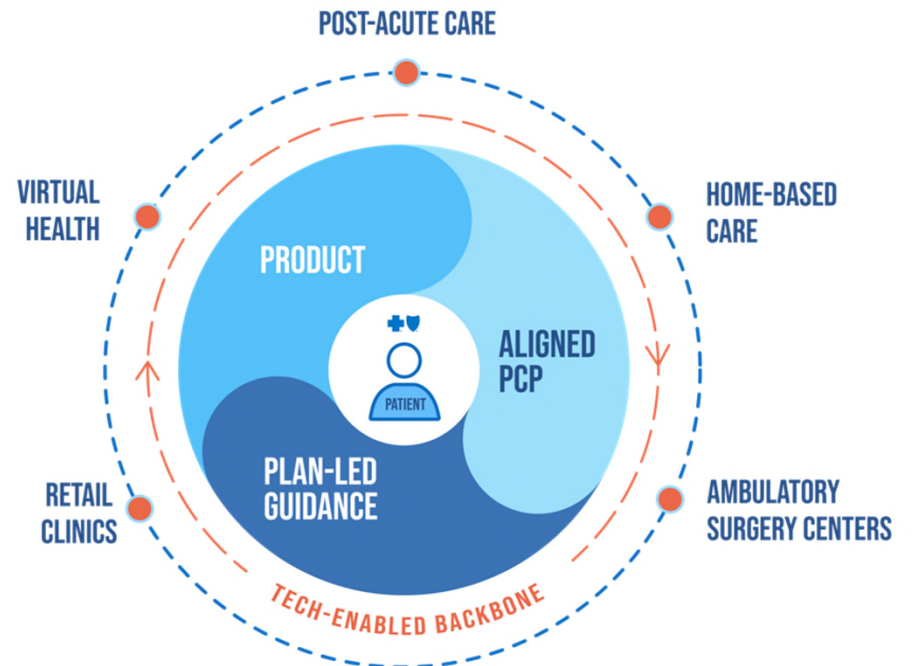 POST-ACUTE CARE
VIRTUAL
HEALTH
HOME-BASED
CARE
PRODUCT
ALIGNED
PCP
PATIENT
PLAN-LED
GUIDANCE
RETAIL
CLINICS
AMBULATORY
SURGERY CENTERS
TECH-ENABLED BACKBONE